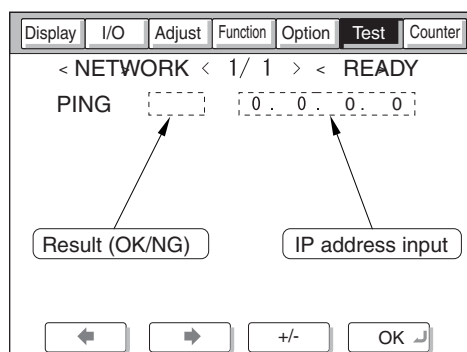 Display I/O Adjust Function Option Test Counter
< NETWORK < 1/ 1 > < READY >
PING 0. 0. 0. 0
Result (OK/NG) IP address input
+/- OK